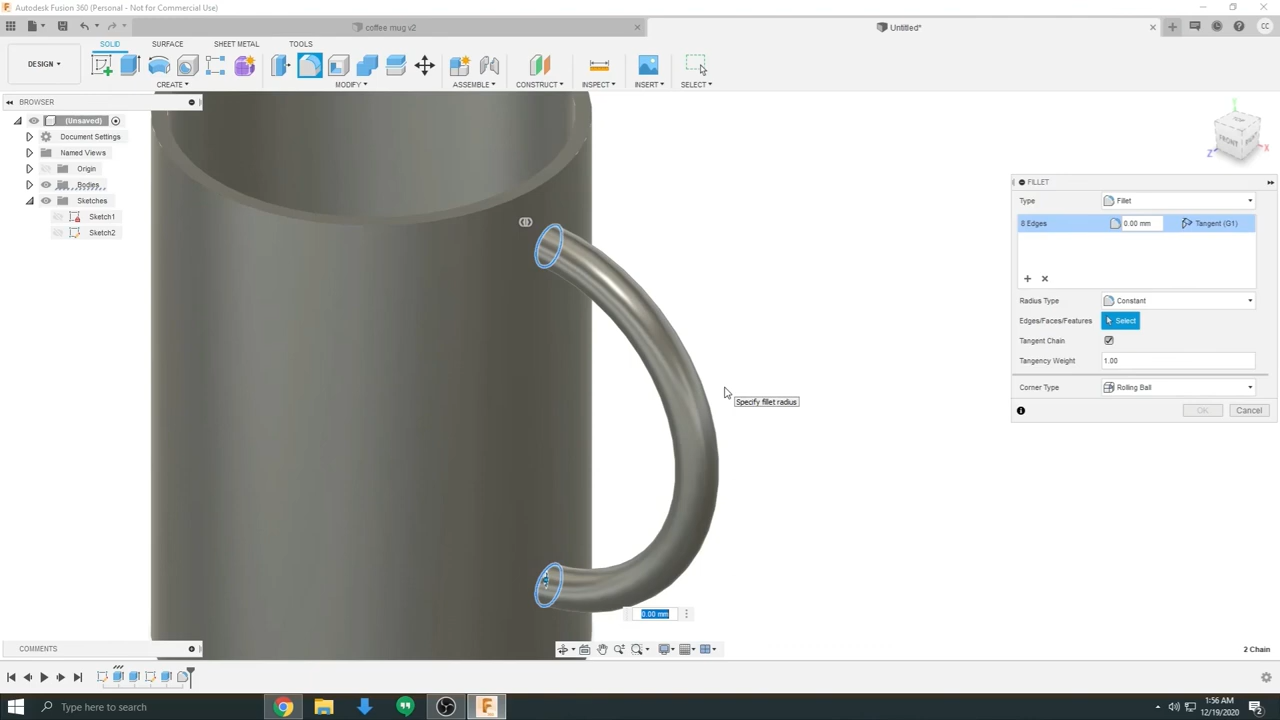 Autodesk Fusion 360 (Personal - Not for Commercial Use)
coffee mug v2
Untitled*
CC
SOLID
SURFACE
SHEET METAL
TOOLS
DESIGN
CREATE
MODIFY
ASSEMBLE
CONSTRUCT
INSPECT
INSERT
SELECT
BROWSER
(Unsaved)
Document Settings
Named Views
Origin
Bodies
Sketches
Sketch1
Sketch2
FRONT
Z
X
FILLET
Type
Fillet
8 Edges
0.00 mm
Tangent (G1)
Radius Type
Constant
Edges/Faces/Features
Select
Tangent Chain
Tangency Weight
1.00
Corner Type
Rolling Ball
OK
Cancel
Specify fillet radius
0.00 mm
COMMENTS
2 Chain
Type here to search
1:56 AM
12/19/2020
2